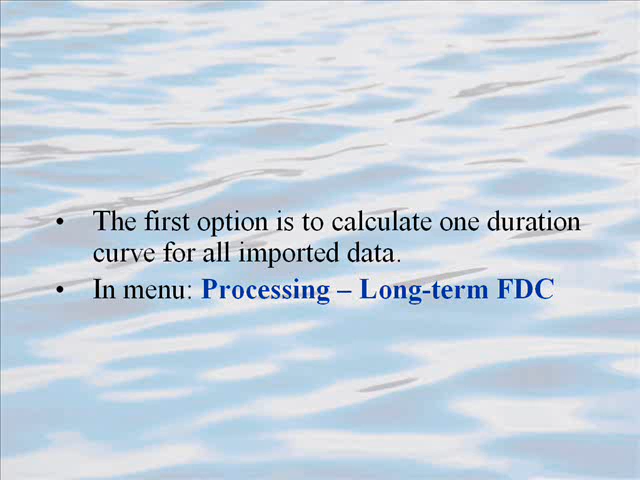 • The first option is to calculate one duration
curve for all imported data.
• In menu: Processing – Long-term FDC